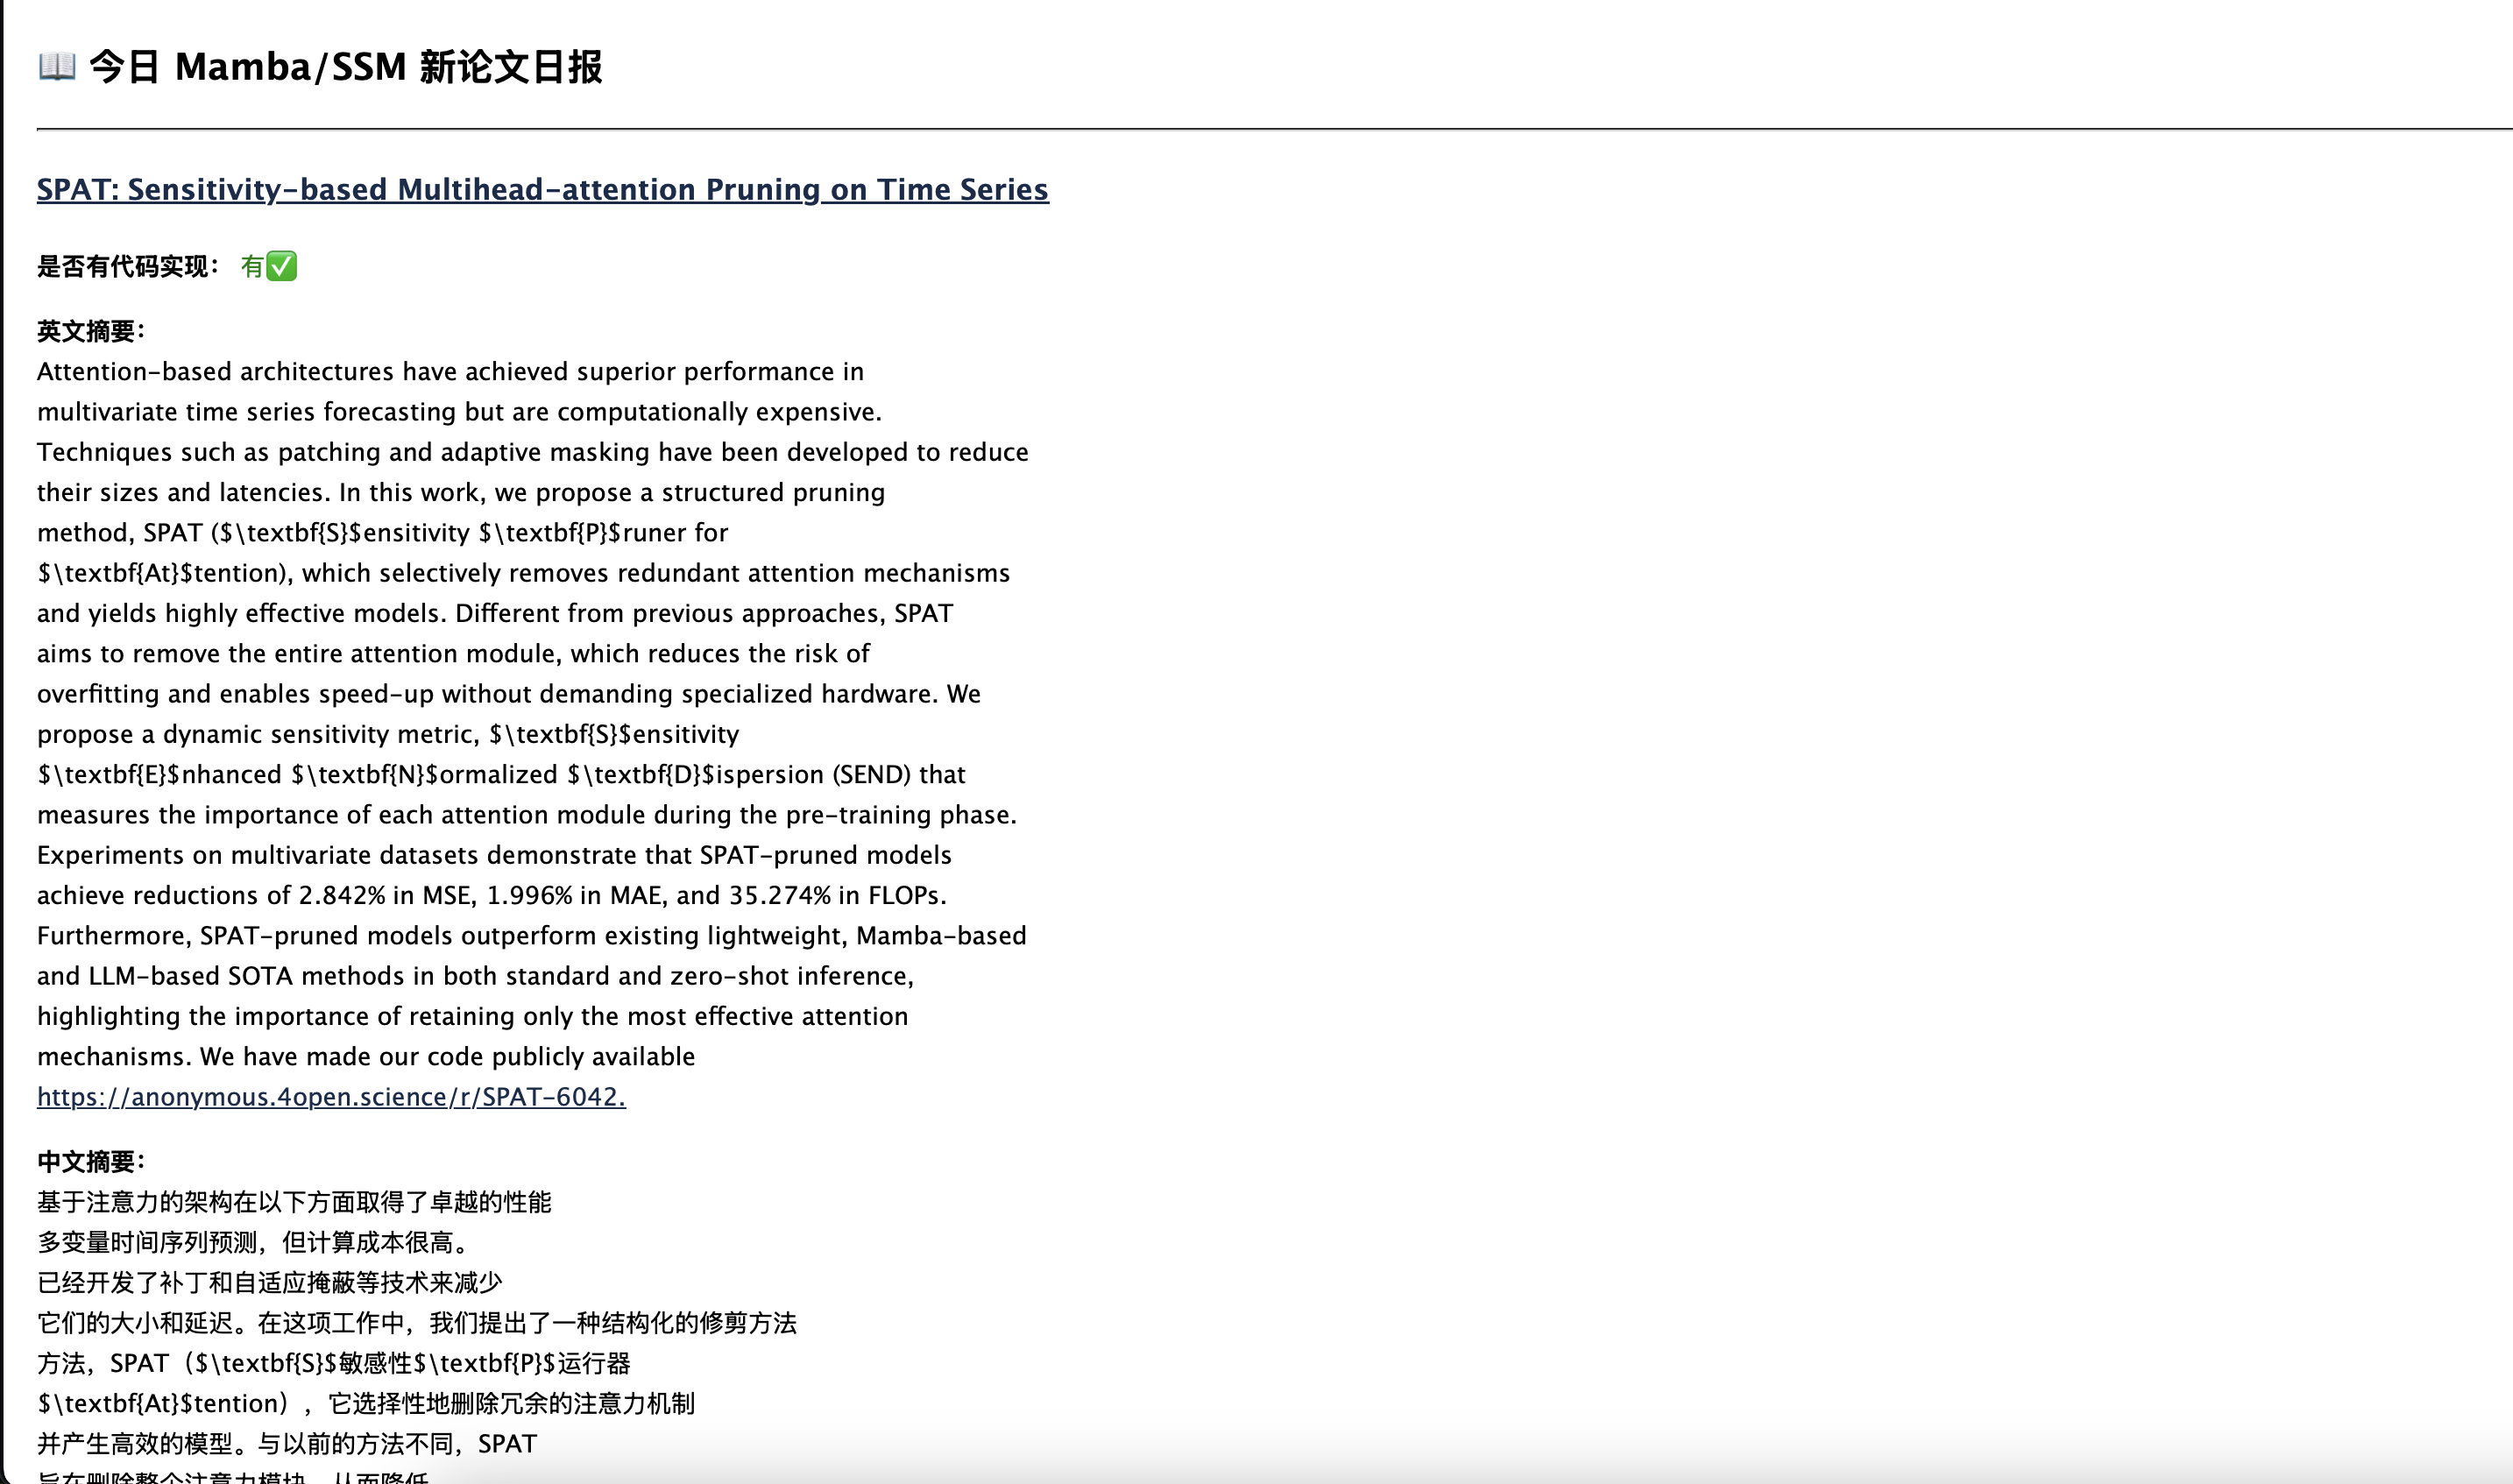 📖 今日 Mamba/SSM 新论文日报
SPAT: Sensitivity-based Multihead-attention Pruning on Time Series
是否有代码实现： 有✅
英文摘要：
Attention-based architectures have achieved superior performance in
multivariate time series forecasting but are computationally expensive.
Techniques such as patching and adaptive masking have been developed to reduce
their sizes and latencies. In this work, we propose a structured pruning
method, SPAT ($\textbf{S}$ensitivity $\textbf{P}$runer for
$\textbf{At}$tention), which selectively removes redundant attention mechanisms
and yields highly effective models. Different from previous approaches, SPAT
aims to remove the entire attention module, which reduces the risk of
overfitting and enables speed-up without demanding specialized hardware. We
propose a dynamic sensitivity metric, $\textbf{S}$ensitivity
$\textbf{E}$nhanced $\textbf{N}$ormalized $\textbf{D}$ispersion (SEND) that
measures the importance of each attention module during the pre-training phase.
Experiments on multivariate datasets demonstrate that SPAT-pruned models
achieve reductions of 2.842% in MSE, 1.996% in MAE, and 35.274% in FLOPs.
Furthermore, SPAT-pruned models outperform existing lightweight, Mamba-based
and LLM-based SOTA methods in both standard and zero-shot inference,
highlighting the importance of retaining only the most effective attention
mechanisms. We have made our code publicly available
https://anonymous.4open.science/r/SPAT-6042.
中文摘要：
基于注意力的架构在以下方面取得了卓越的性能
多变量时间序列预测，但计算成本很高。
已经开发了补丁和自适应掩蔽等技术来减少
它们的大小和延迟。在这项工作中，我们提出了一种结构化的修剪方法
方法，SPAT（$\textbf{S}$敏感性$\textbf{P}$运行器
$\textbf{At}$tention），它选择性地删除冗余的注意力机制
并产生高效的模型。与以前的方法不同，SPAT
旨在删除整个注意力模块，从而降低